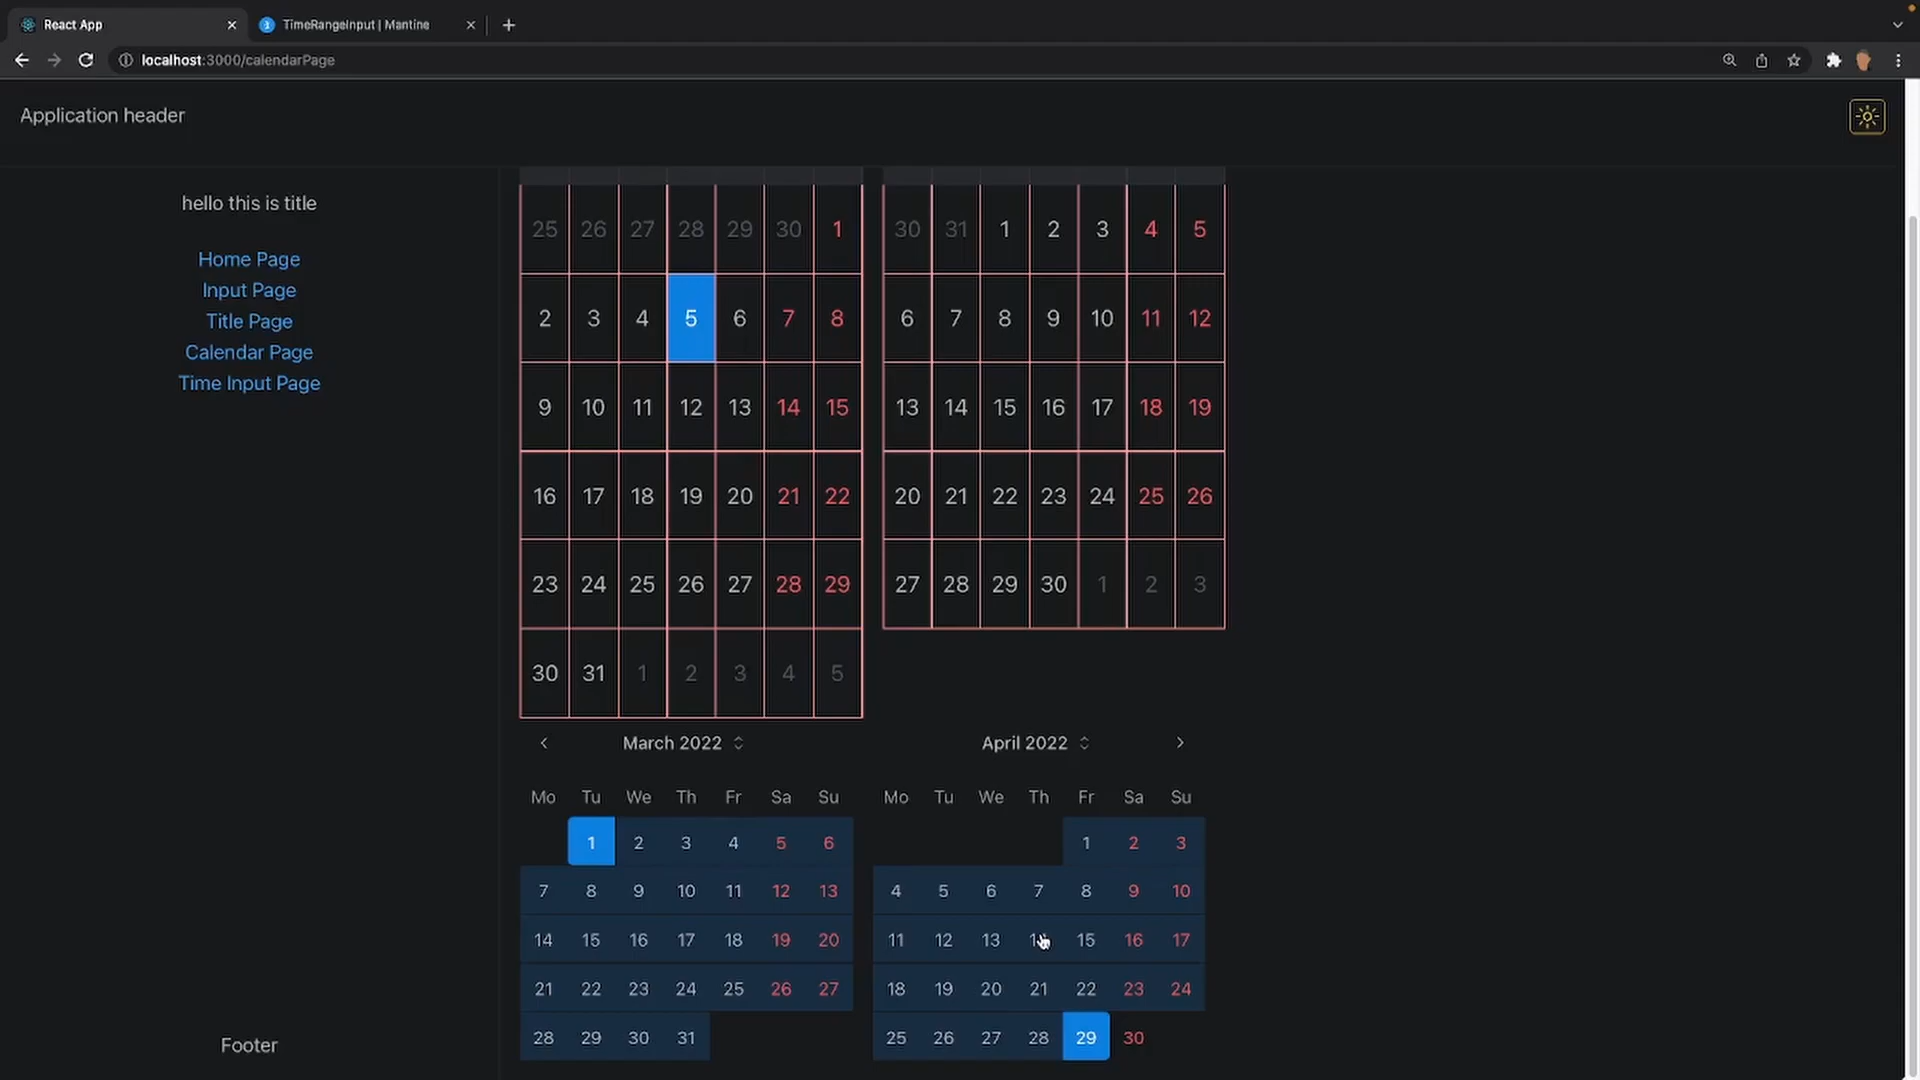 React App
TimeRangeInput | Mantine
localhost:3000/calendarPage
Application header
hello this is title
Home Page
Input Page
Title Page
Calendar Page
Time Input Page
Footer
25 26 27 28 29 30 1
2 3 4 5 6 7 8
9 10 11 12 13 14 15
16 17 18 19 20 21 22
23 24 25 26 27 28 29
30 31 1 2 3 4 5
30 31 1 2 3 4 5
6 7 8 9 10 11 12
13 14 15 16 17 18 19
20 21 22 23 24 25 26
27 28 29 30 1 2 3
March 2022
Mo Tu We Th Fr Sa Su
1 2 3 4 5 6
7 8 9 10 11 12 13
14 15 16 17 18 19 20
21 22 23 24 25 26 27
28 29 30 31
April 2022
Mo Tu We Th Fr Sa Su
1 2 3
4 5 6 7 8 9 10
11 12 13 15 16 17
18 19 20 21 22 23 24
25 26 27 28 29 30